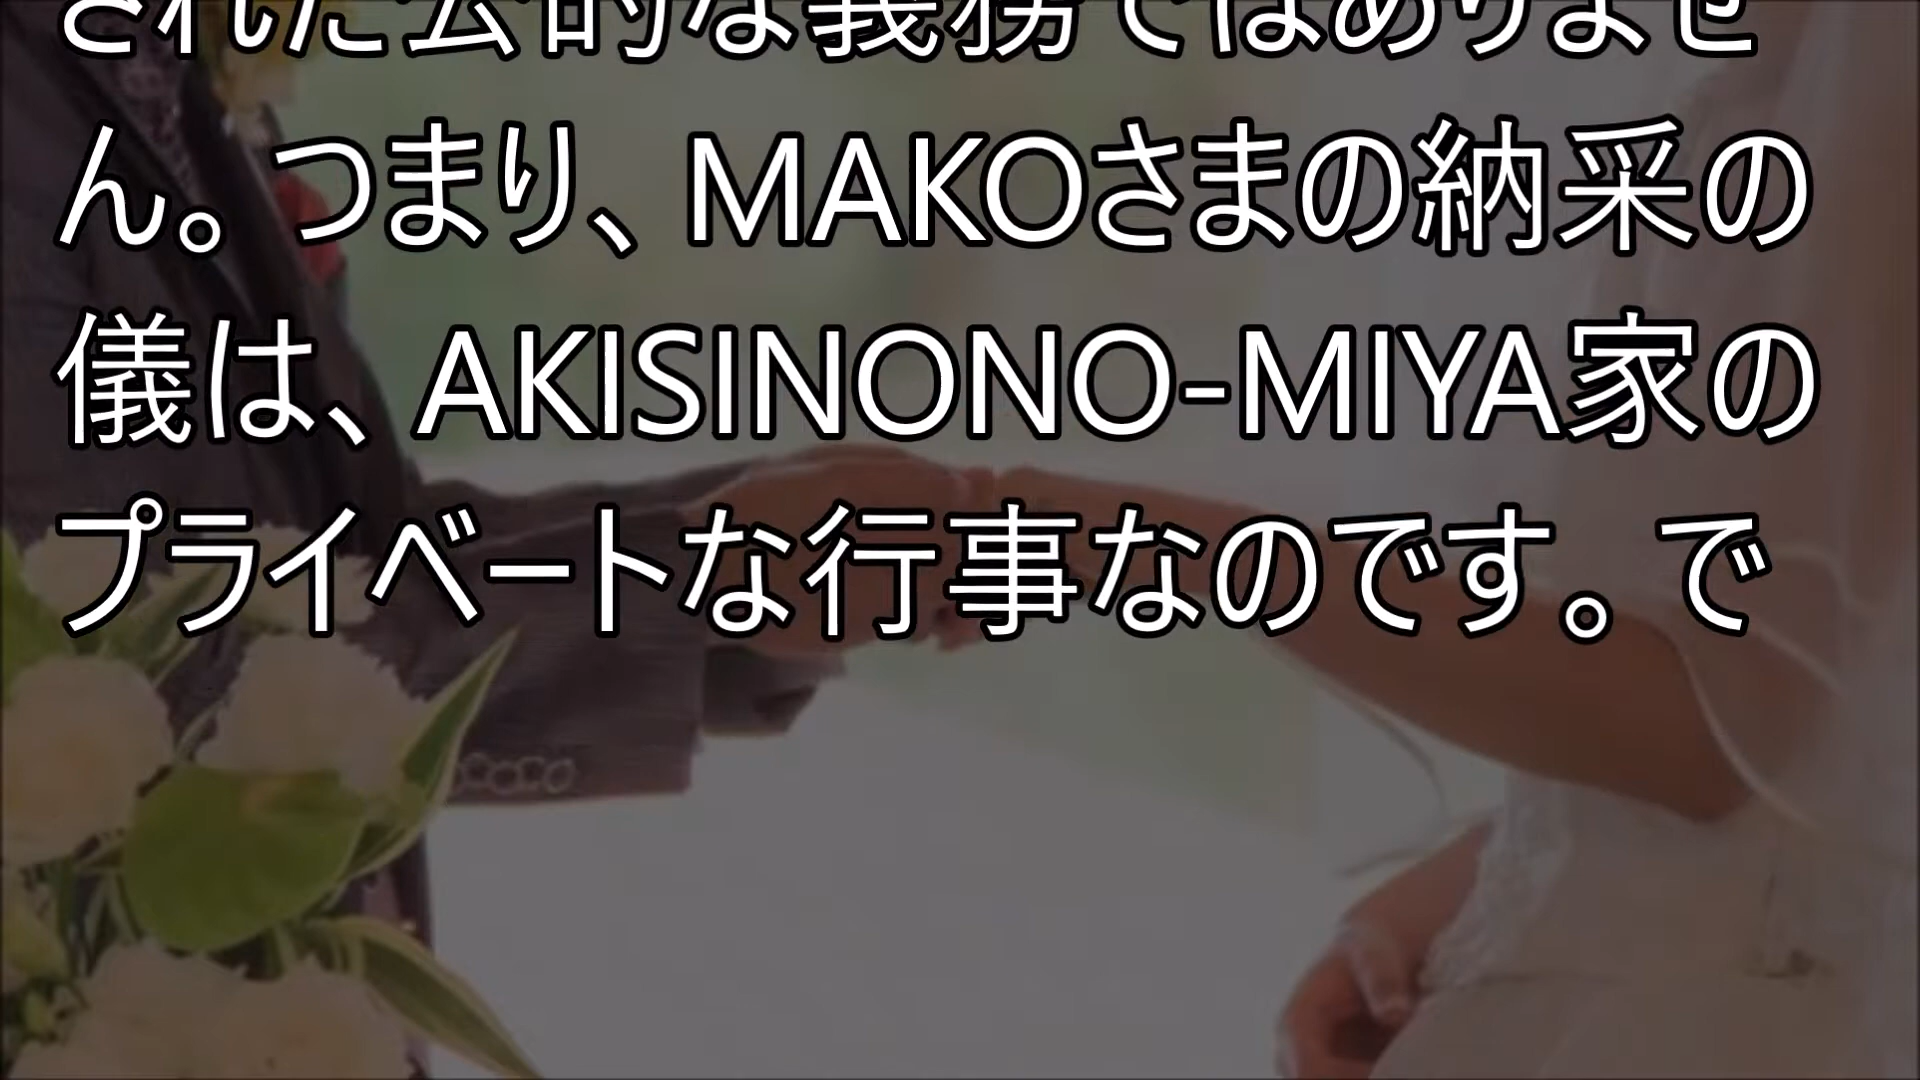 された公的な義務ではありませ
ん。つまり、MAKOさまの納采の
儀は、AKISINONO-MIYA家の
プライベートな行事なのです。で